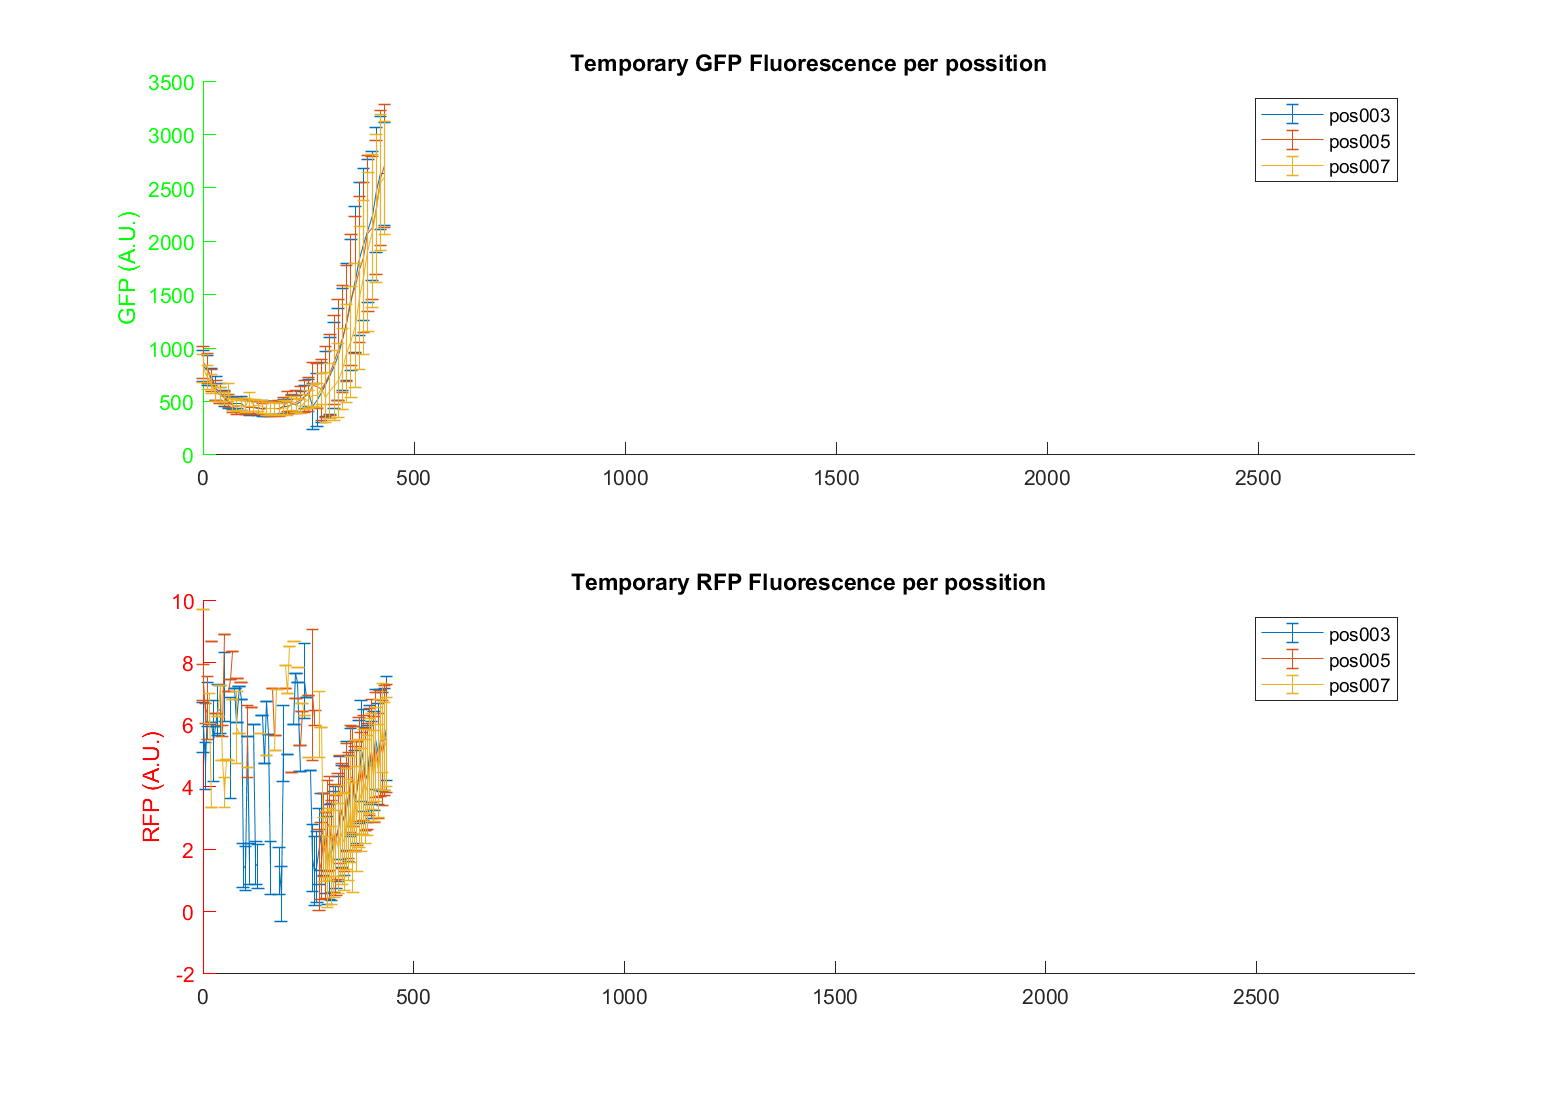 Temporary GFP Fluorescence per possition
3500
3000
2500
2000
1500
1000
500
0
GFP (A.U.)
pos003
pos005
pos007
0 500 1000 1500 2000 2500
Temporary RFP Fluorescence per possition
10
8
6
4
2
0
-2
RFP (A.U.)
pos003
pos005
pos007
0 500 1000 1500 2000 2500